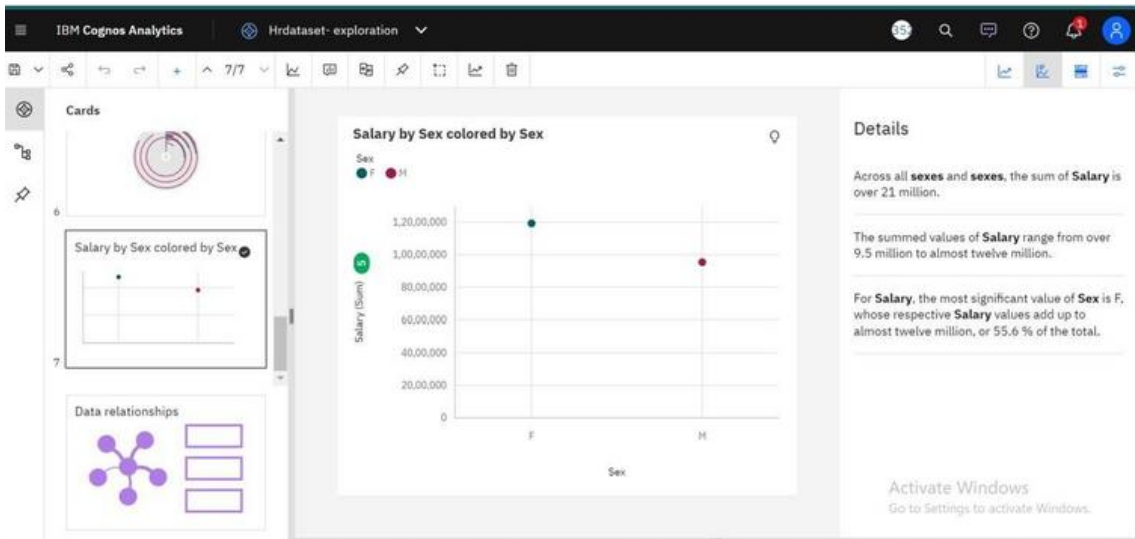 IBM Cognos Analytics
Hrdataset- exploration
352
1
7/7
Cards
6
Salary by Sex colored by Sex
7
Data relationships
Salary by Sex colored by Sex
Sex
F M
1,20,00,000
1,00,00,000
80,00,000
60,00,000
40,00,000
20,00,000
0
Salary (Sum)
F M
Sex
Details
Across all sexes and sexes, the sum of Salary is
over 21 million.
The summed values of Salary range from over
9.5 million to almost twelve million.
For Salary, the most significant value of Sex is F,
whose respective Salary values add up to
almost twelve million, or 55.6 % of the total.
Activate Windows
Go to Settings to activate Windows.